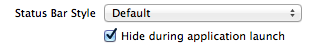 Status Bar Style Default
Hide during application launch